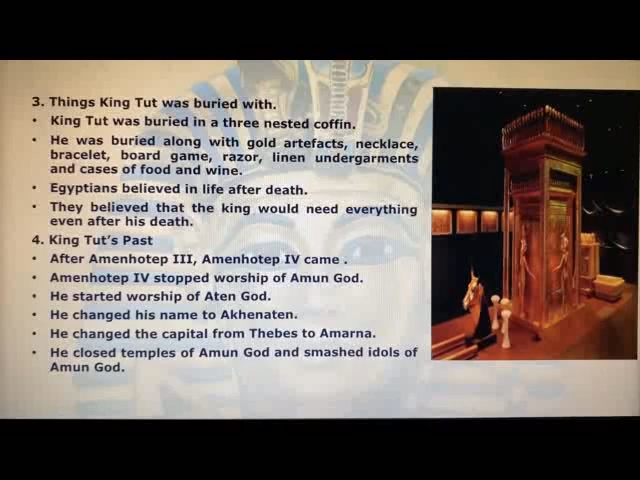 3. Things King Tut was buried with.
• King Tut was buried in a three nested coffin.
• He was buried along with gold artefacts, necklace,
bracelet, board game, razor, linen undergarments
and cases of food and wine.
• Egyptians believed in life after death.
• They believed that the king would need everything
even after his death.
4. King Tut's Past
• After Amenhotep III, Amenhotep IV came .
• Amenhotep IV stopped worship of Amun God.
• He started worship of Aten God.
• He changed his name to Akhenaten.
• He changed the capital from Thebes to Amarna.
• He closed temples of Amun God and smashed idols of
Amun God.